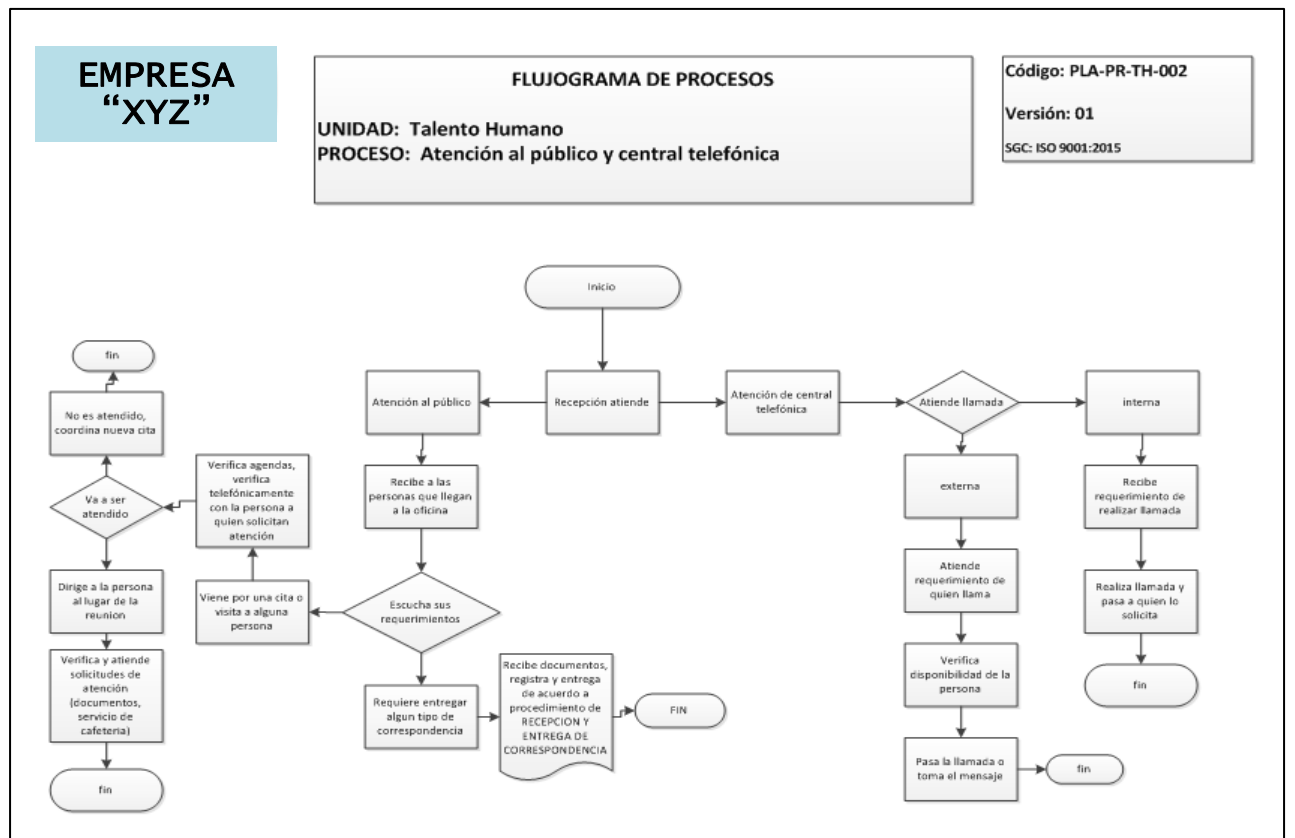 EMPRESA
“XYZ”
FLUJOGRAMA DE PROCESOS
UNIDAD: Talento Humano
PROCESO: Atención al público y central telefónica
Código: PLA-PR-TH-002
Versión: 01
SGC: ISO 9001:2015
Inicio
fin
No es atendido,
coordina nueva cita
Atención al público
Recepción atiende
Atención de central
telefónica
Atiende llamada
interna
Va a ser
atendido
Verifica agendas,
verifica
telefónicamente
con la persona a
quien solicitan
atención
Recibe a las
personas que llegan
a la oficina
externa
Recibe
requerimiento de
realizar llamada
Dirige a la persona
al lugar de la
reunion
Viene por una cita o
visita a alguna
persona
Escucha sus
requerimientos
Atiende
requerimiento de
quien llama
Realiza llamada y
pasa a quien lo
solicita
Verifica y atiende
solicitudes de
atención
(documentos,
servicio de
cafeteria)
Requiere entregar
algun tipo de
correspondencia
Recibe documentos,
registra y entrega
de acuerdo a
procedimiento de
RECEPCION Y
ENTREGA DE
CORRESPONDENCIA
FIN
Verifica
disponibilidad de la
persona
fin
fin
Pasa la llamada o
toma el mensaje
fin